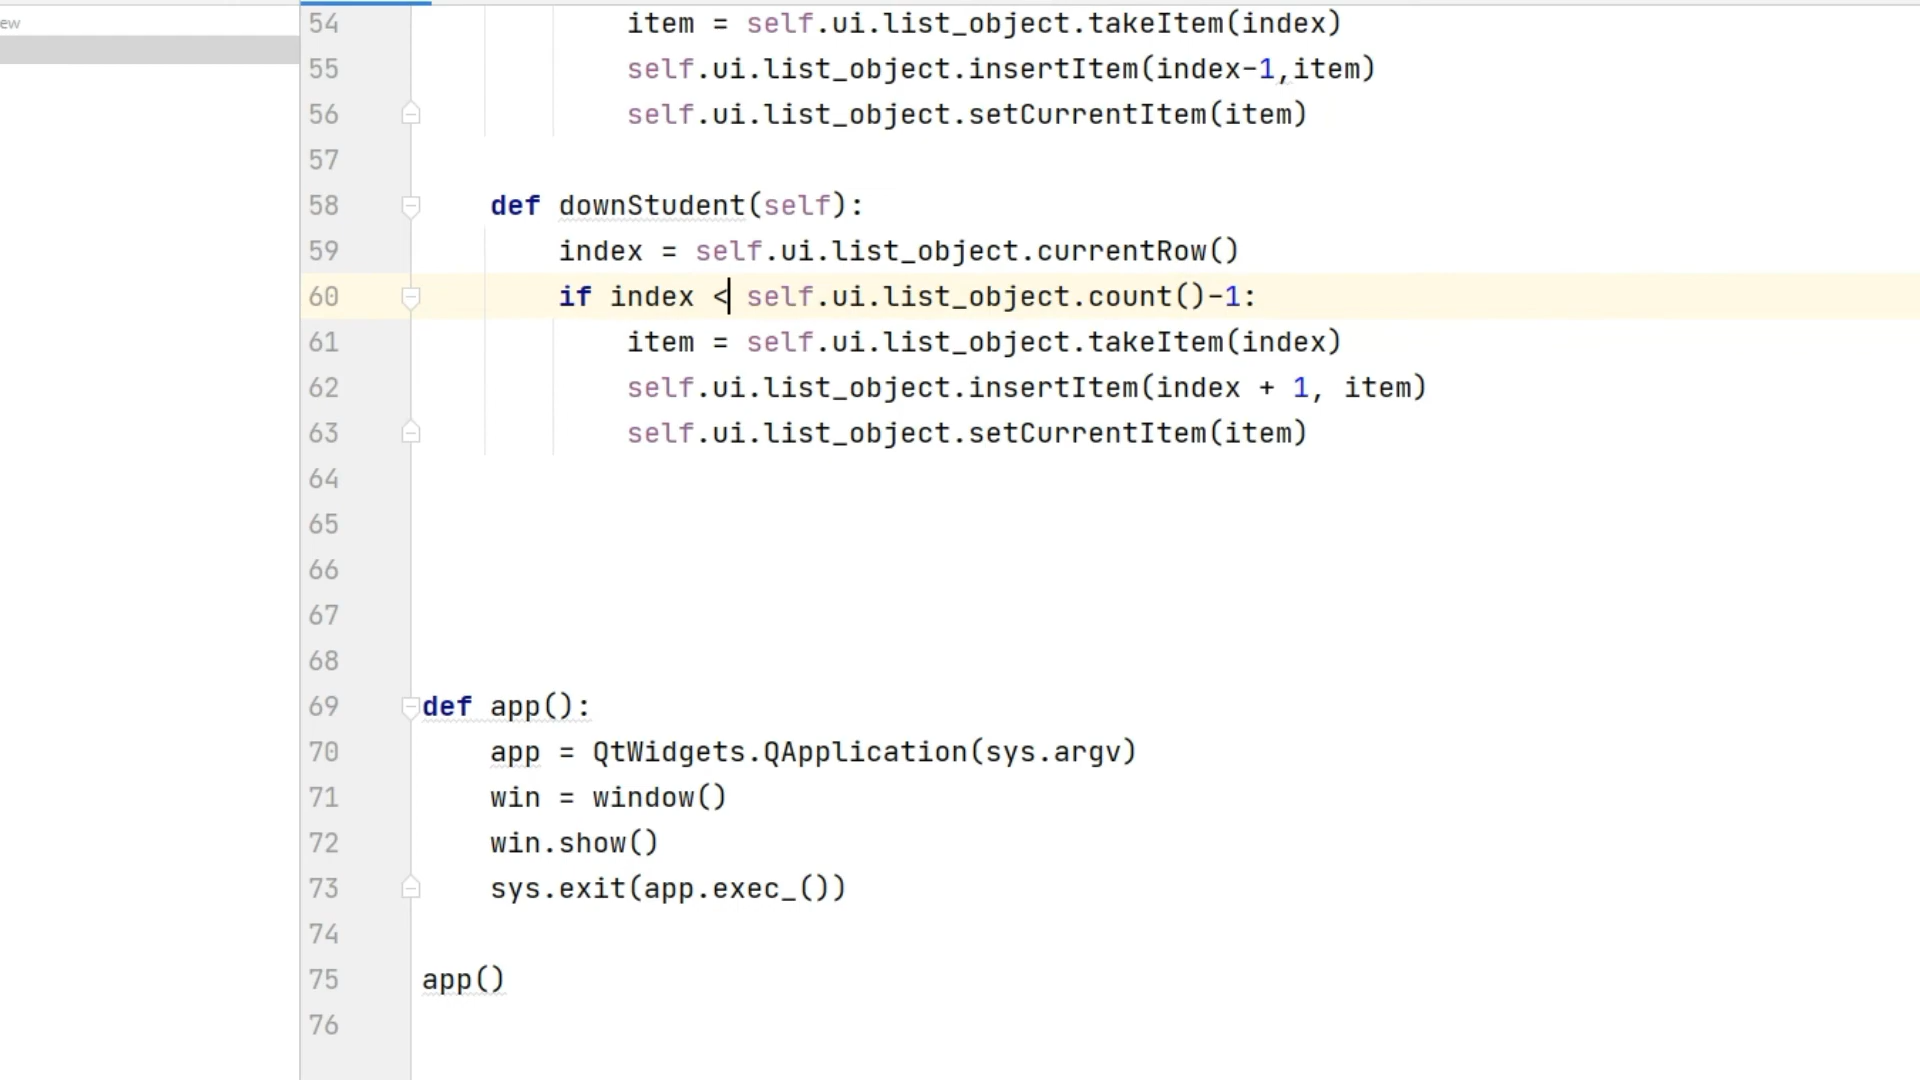 ew
54 item = self.ui.list_object.takeItem(index)
55 self.ui.list_object.insertItem(index-1,item)
56 self.ui.list_object.setCurrentItem(item)
57
58 def downStudent(self):
59 index = self.ui.list_object.currentRow()
60 if index < self.ui.list_object.count()-1:
61 item = self.ui.list_object.takeItem(index)
62 self.ui.list_object.insertItem(index + 1, item)
63 self.ui.list_object.setCurrentItem(item)
64
65
66
67
68
69 def app():
70 app = QtWidgets.QApplication(sys.argv)
71 win = window()
72 win.show()
73 sys.exit(app.exec_())
74
75 app()
76